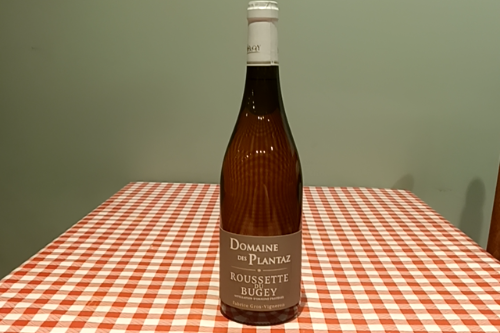 DOMAINE
DES PLANTAZ
ROUSSETTE
DU
BUGEY